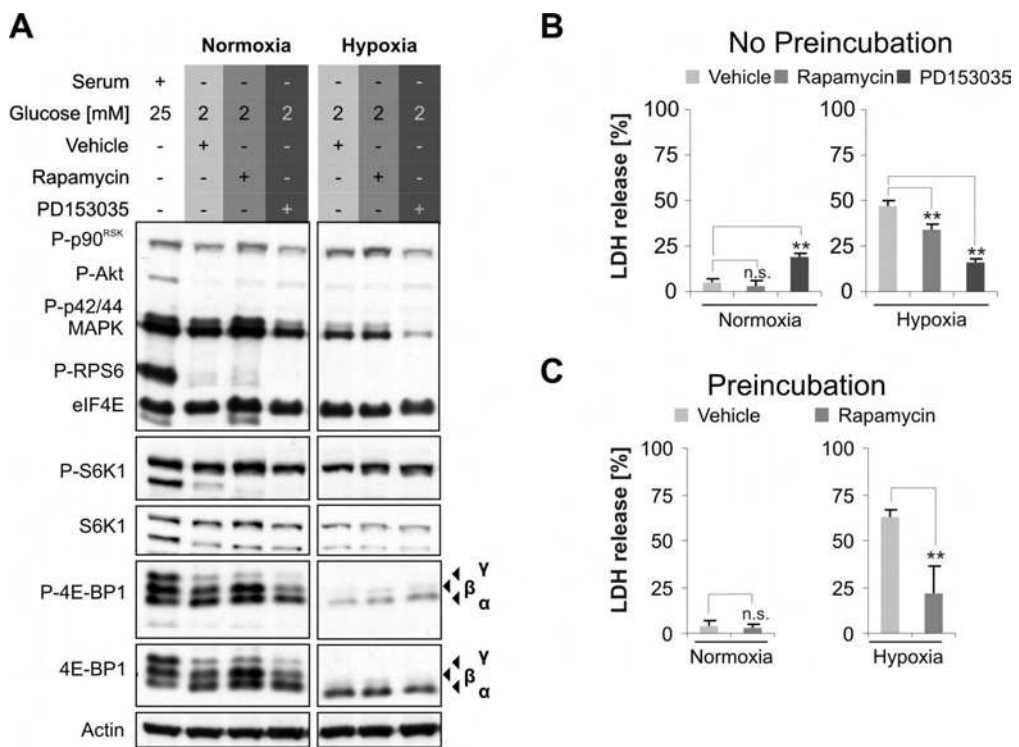 A
Normoxia Hypoxia
Serum + - - - - - -
Glucose [mM] 25 2 2 2 2 2 2
Vehicle - + - - + - -
Rapamycin - - + - - + -
PD153035 - - - + - - +
P-p90RSK
P-Akt
P-p42/44
MAPK
P-RPS6
eIF4E
P-S6K1
S6K1
P-4E-BP1
γ
β
α
4E-BP1
γ
β
α
Actin
B
No Preincubation
Vehicle Rapamycin PD153035
LDH release [%]
100
75
50
25
0
n.s.
**
Normoxia
100
75
50
25
0
**
**
Hypoxia
C
Preincubation
Vehicle Rapamycin
LDH release [%]
100
75
50
25
0
n.s.
Normoxia
100
75
50
25
0
**
Hypoxia